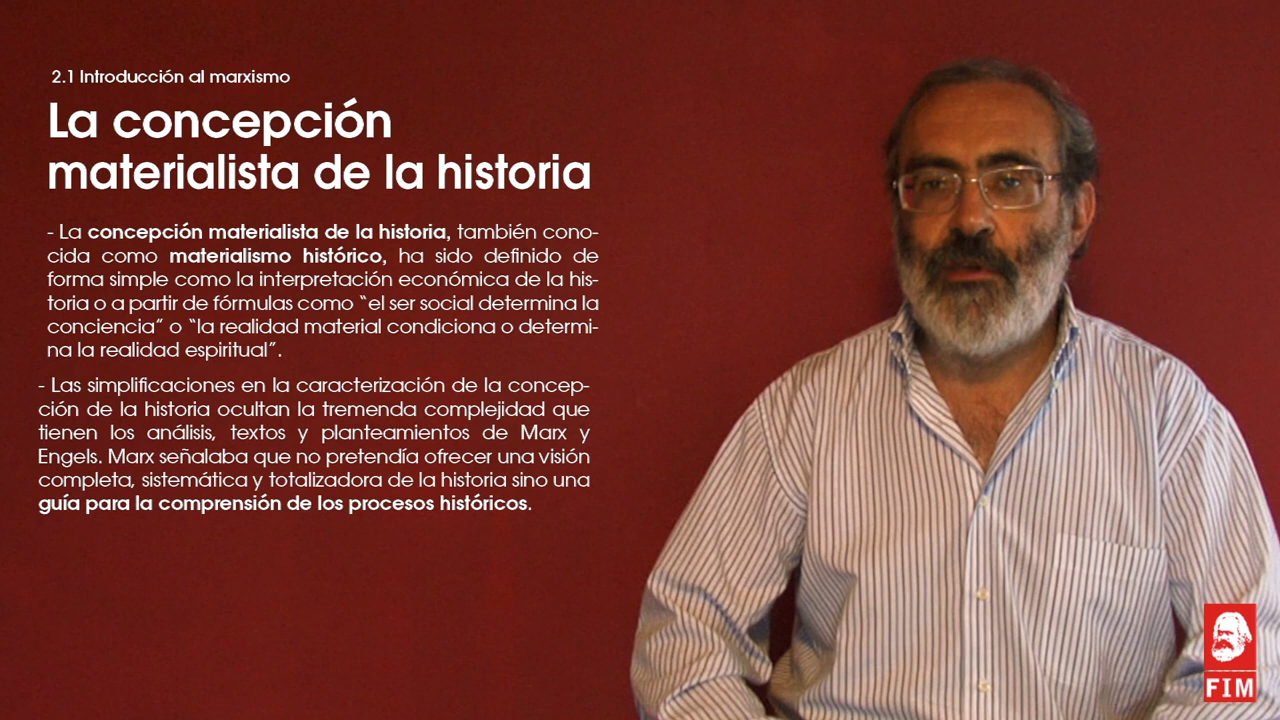 2.1 Introducción al marxismo
La concepción
materialista de la historia
- La concepción materialista de la historia, también cono-
cida como materialismo histórico, ha sido definido de
forma simple como la interpretación económica de la his-
toria o a partir de fórmulas como “el ser social determina la
conciencia” o “la realidad material condiciona o determi-
na la realidad espiritual”.
- Las simplificaciones en la caracterización de la concep-
ción de la historia ocultan la tremenda complejidad que
tienen los análisis, textos y planteamientos de Marx y
Engels. Marx señalaba que no pretendía ofrecer una visión
completa, sistemática y totalizadora de la historia sino una
guía para la comprensión de los procesos históricos.
FIM